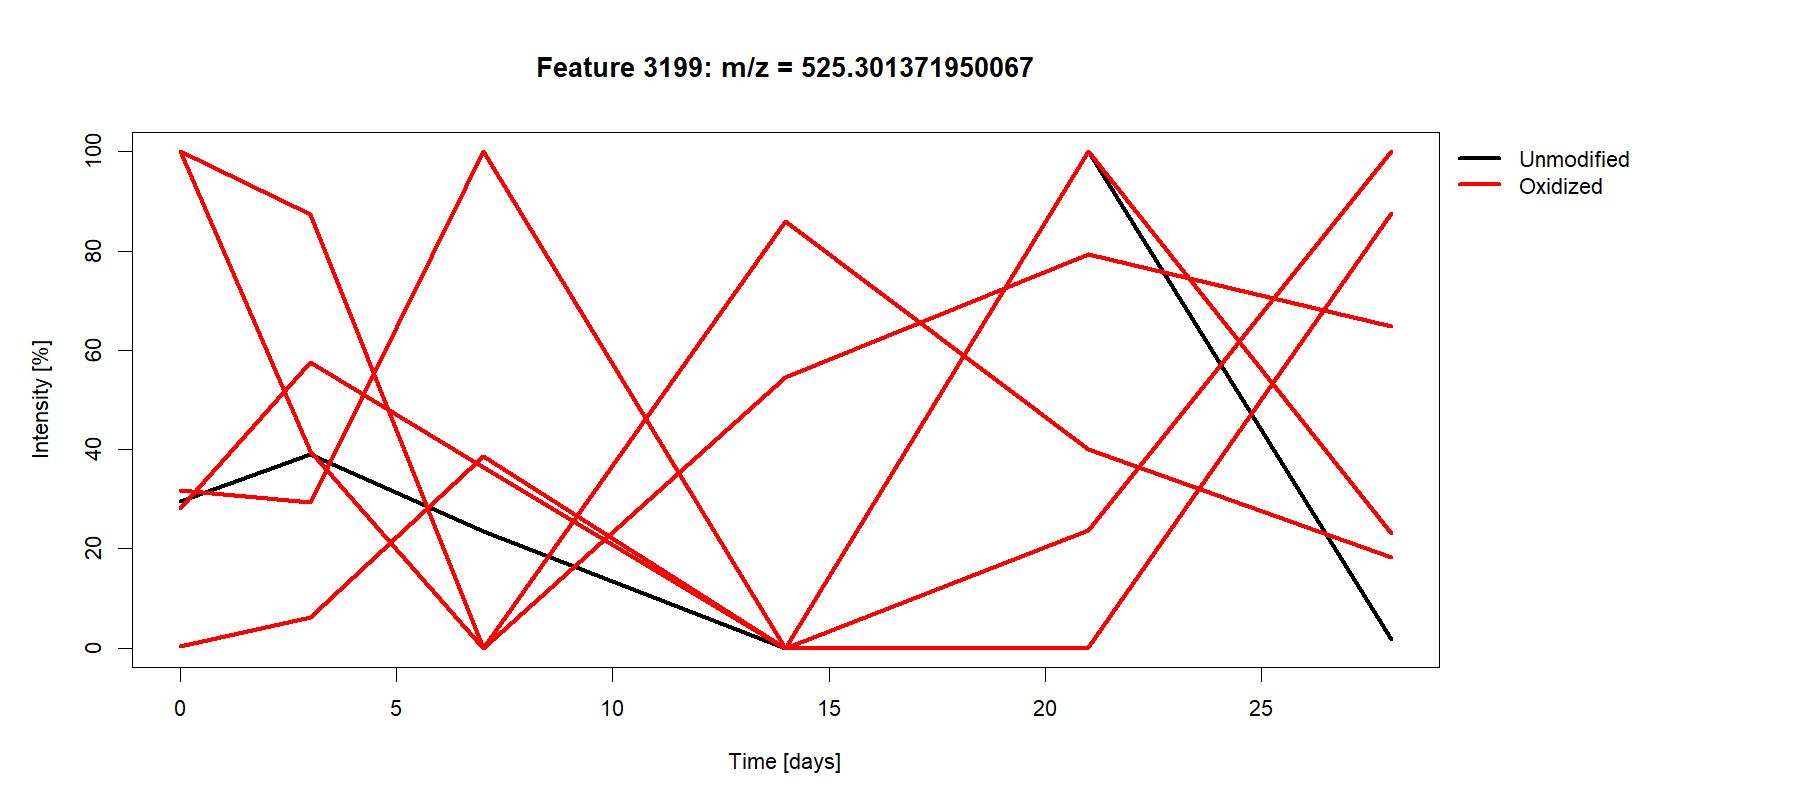 Feature 3199: m/z = 525.301371950067
Unmodified
Oxidized
Intensity [%]
100
80
60
40
20
0
0 5 10 15 20 25
Time [days]